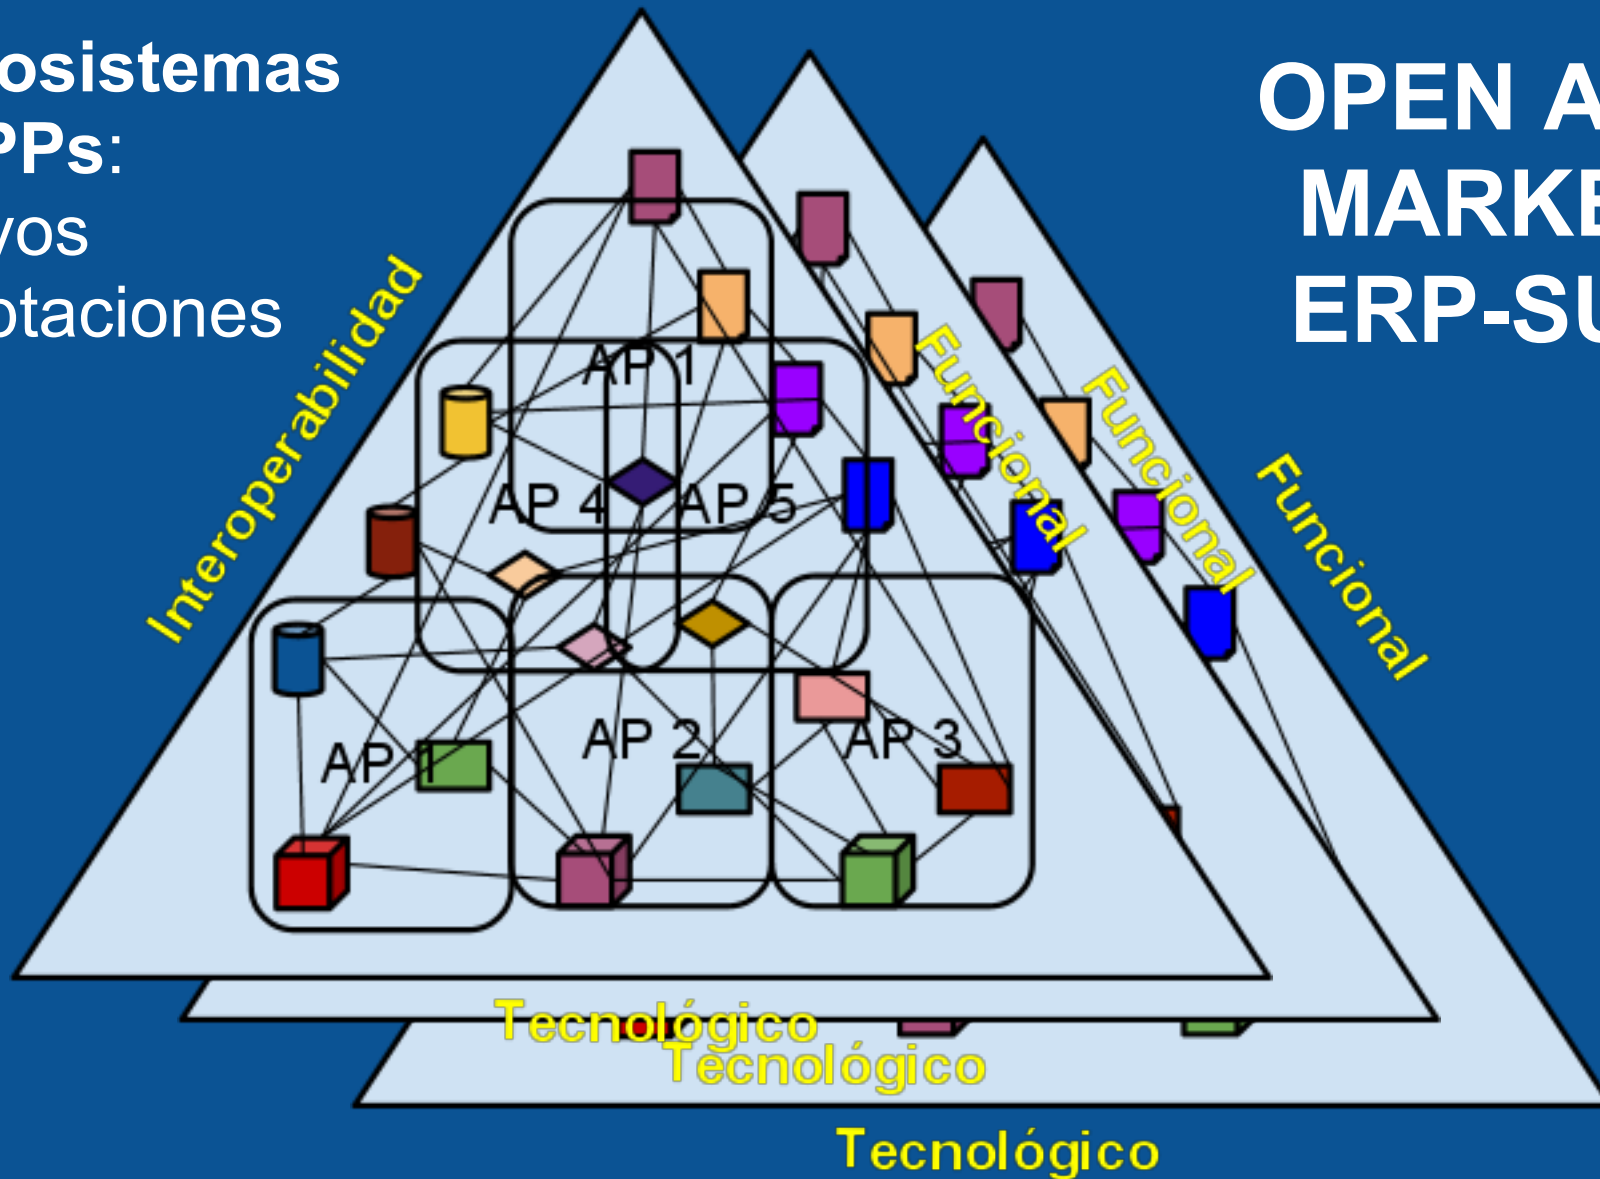 osistemas
PPs:
vos
otaciones
OPEN A
MARKE
ERP-SU
Interoperabilidad
Funcional
Funcional
Funcional
AP 1
AP 4
AP 5
AP 1
AP 2
AP 3
Tecnológico
Tecnológico
Tecnológico